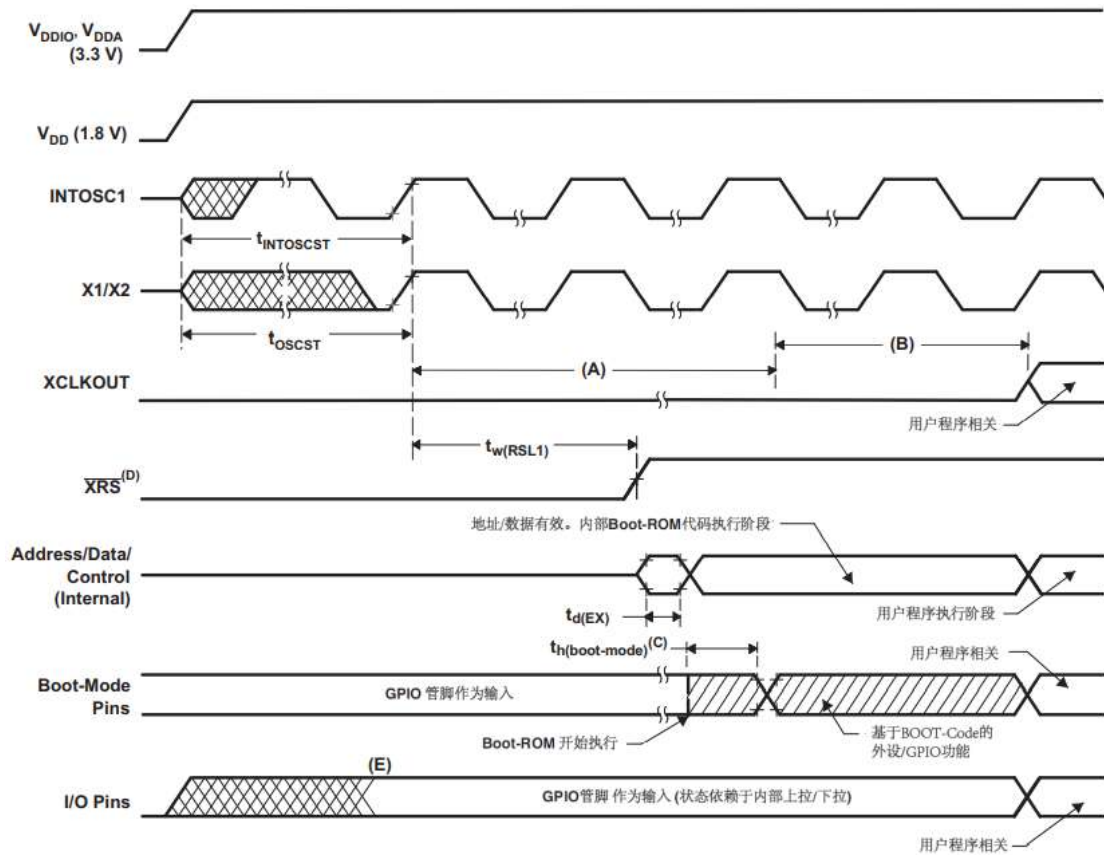 VDDIO, VDDA
(3.3 V)
VDD (1.8 V)
INTOSC1
tINTOSCST
X1/X2
tOSCST
(A)
(B)
XCLKOUT
用户程序相关
tw(RSL1)
XRS(D)
地址/数据有效。内部Boot-ROM代码执行阶段
Address/Data/
Control
(Internal)
td(EX)
用户程序执行阶段
th(boot-mode)(C)
用户程序相关
Boot-Mode
Pins
GPIO 管脚作为输入
Boot-ROM 开始执行
基于BOOT-Code的
外设/GPIO功能
(E)
I/O Pins
GPIO管脚 作为输入 (状态依赖于内部上拉/下拉)
用户程序相关